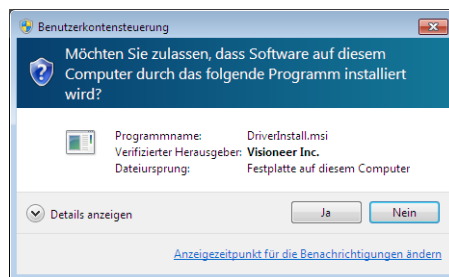 Benutzerkontensteuerung
Möchten Sie zulassen, dass Software auf diesem
Computer durch das folgende Programm installiert
wird?
Programmname: DriverInstall.msi
Verifizierter Herausgeber: Visioneer Inc.
Dateiursprung: Festplatte auf diesem Computer
Details anzeigen Ja Nein
Anzeigezeitpunkt für die Benachrichtigungen ändern